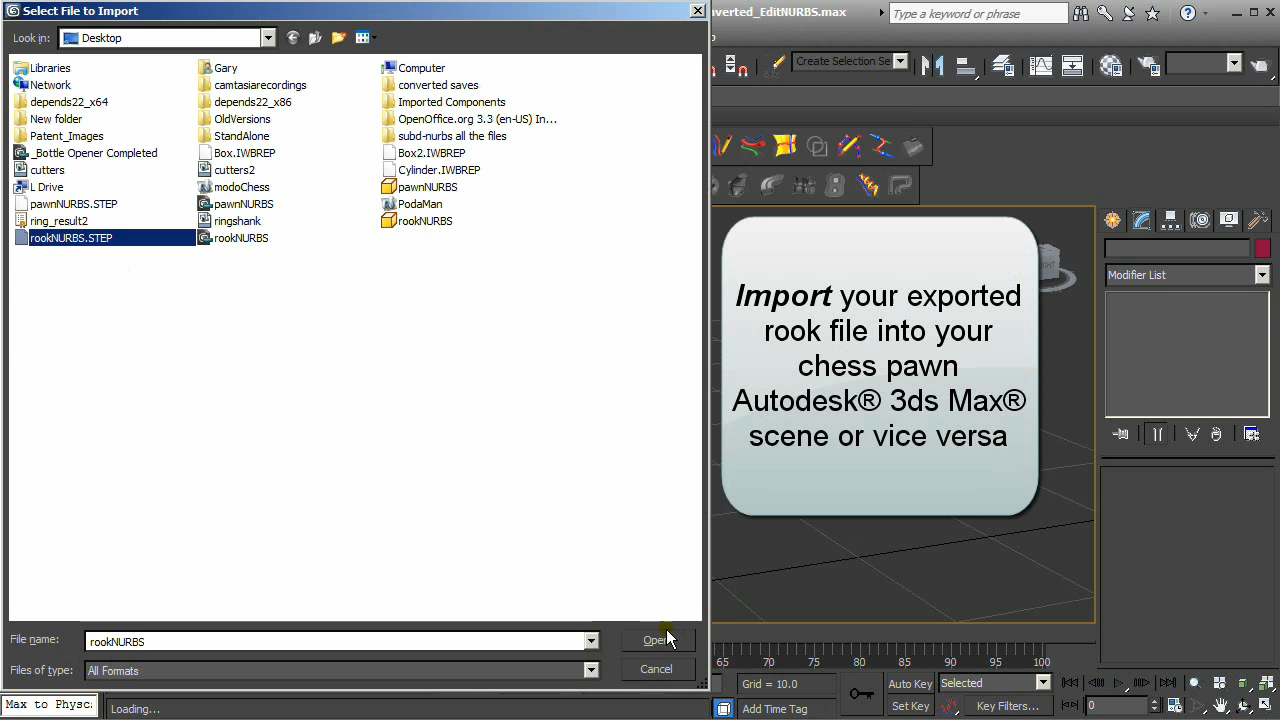 Select File to Import
nverted_EditNURBS.max
Type a keyword or phrase
Look in:
Desktop
Create Selection Se
Libraries
Gary
Computer
Network
camtasiarecordings
converted saves
depends22_x64
depends22_x86
Imported Components
New folder
OldVersions
OpenOffice.org 3.3 (en-US) In...
Patent_Images
StandAlone
subd-nurbs all the files
_Bottle Opener Completed
Box.IWBREP
Box2.IWBREP
cutters
cutters2
Cylinder.IWBREP
L Drive
modoChess
pawnNURBS
pawnNURBS.STEP
pawnNURBS
PodaMan
ring_result2
ringshank
rookNURBS
rookNURBS.STEP
rookNURBS
Modifier List
Import your exported
rook file into your
chess pawn
Autodesk® 3ds Max®
scene or vice versa
File name:
rookNURBS
Open
Files of type:
All Formats
Cancel
65 70 75 80 85 90 95 100
Grid = 10.0
Auto Key
Selected
Max to Physc
Loading...
Add Time Tag
Set Key
Key Filters...
0